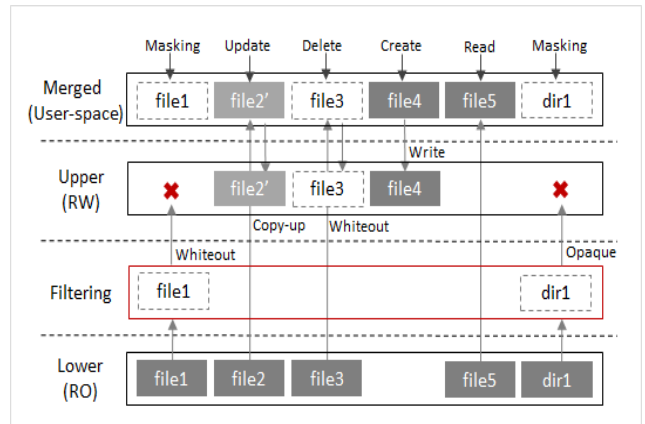 Masking Update Delete Create Read Masking
Merged
(User-space)
file1 file2' file3 file4 file5 dir1
Write
Upper
(RW)
file2' file3 file4
Copy-up Whiteout
Whiteout Opaque
Filtering
file1 dir1
Lower
(RO)
file1 file2 file3 file5 dir1